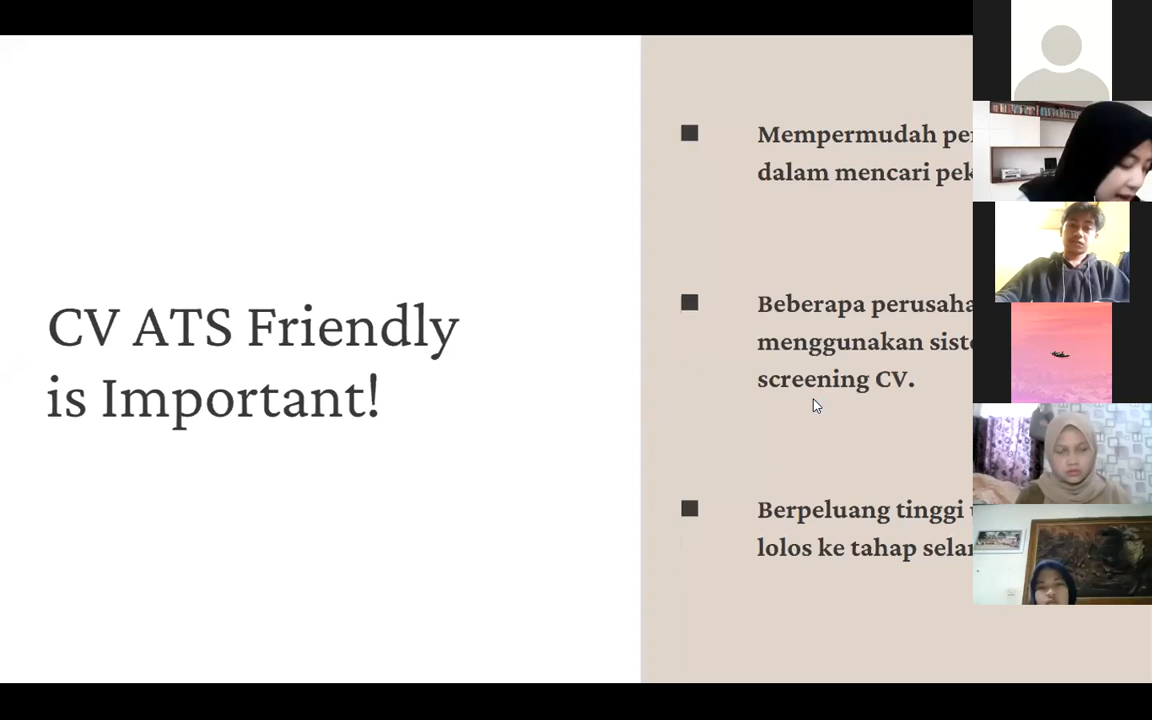 CV ATS Friendly
is Important!
Mempermudah
dalam mencari
Beberapa
menggunakan
screening CV.
Berpeluang tinggi
lolos ke tahap